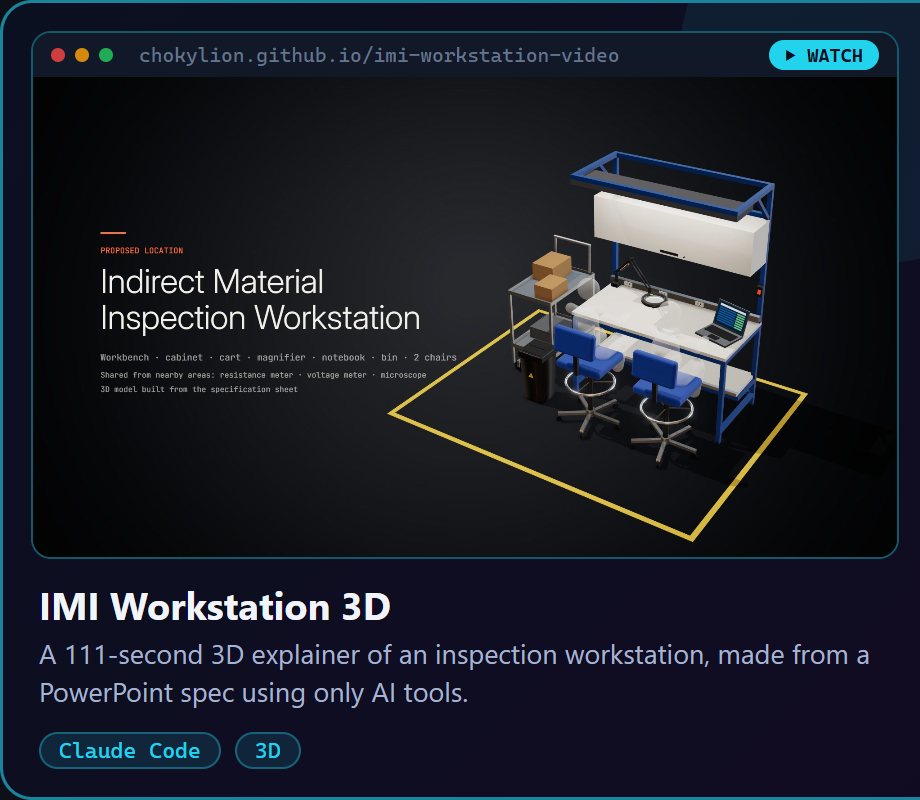 chokylion.github.io/imi-workstation-video
▶ WATCH
PROPOSED LOCATION
Indirect Material
Inspection Workstation
Workbench · cabinet · cart · magnifier · notebook · bin · 2 chairs
Shared from nearby areas: resistance meter · voltage meter · microscope
3D model built from the specification sheet
IMI Workstation 3D
A 111-second 3D explainer of an inspection workstation, made from a
PowerPoint spec using only AI tools.
Claude Code
3D